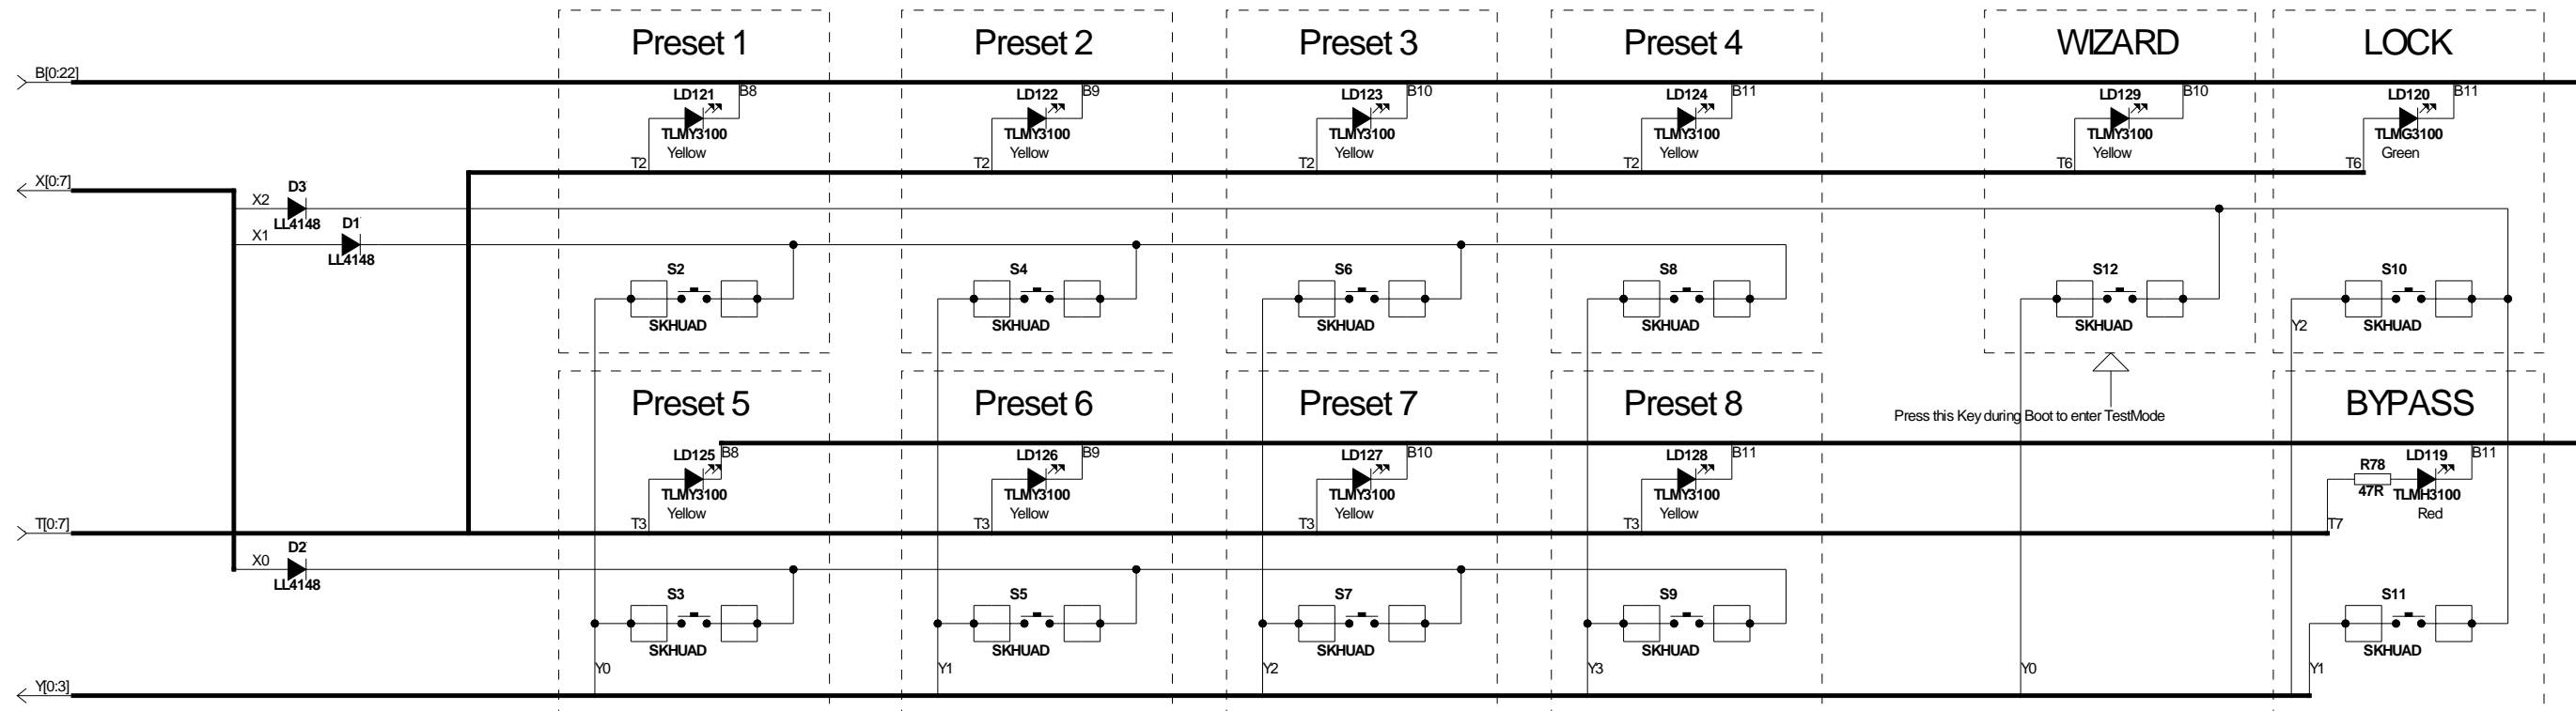 Preset 1 Preset 2 Preset 3 Preset 4 WIZARD LOCK
B[0:22]
LD121 B8 LD122 B9 LD123 B10 LD124 B11 LD129 B10 LD120 B11
TLMY3100 TLMY3100 TLMY3100 TLMY3100 TLMY3100 TLMG3100
Yellow Yellow Yellow Yellow Yellow Green
T2 T2 T2 T2 T6 T6
X[0:7]
D3
X2
LL4148
D1
X1
LL4148
S2 S4 S6 S8 S12 S10
SKHUAD SKHUAD SKHUAD SKHUAD SKHUAD Y2 SKHUAD
Preset 5 Preset 6 Preset 7 Preset 8 BYPASS
Press this Key during Boot to enter TestMode
LD125 B8 LD126 B9 LD127 B10 LD128 B11 R78 LD119 B11
TLMY3100 TLMY3100 TLMY3100 TLMY3100 47R TLMH3100
Yellow Yellow Yellow Yellow Red
T[0:7] T3 T3 T3 T3 T7
D2
X0
LL4148
S3 S5 S7 S9 S11
SKHUAD SKHUAD SKHUAD SKHUAD SKHUAD
Y0 Y1 Y2 Y3 Y0 Y1
Y[0:3]